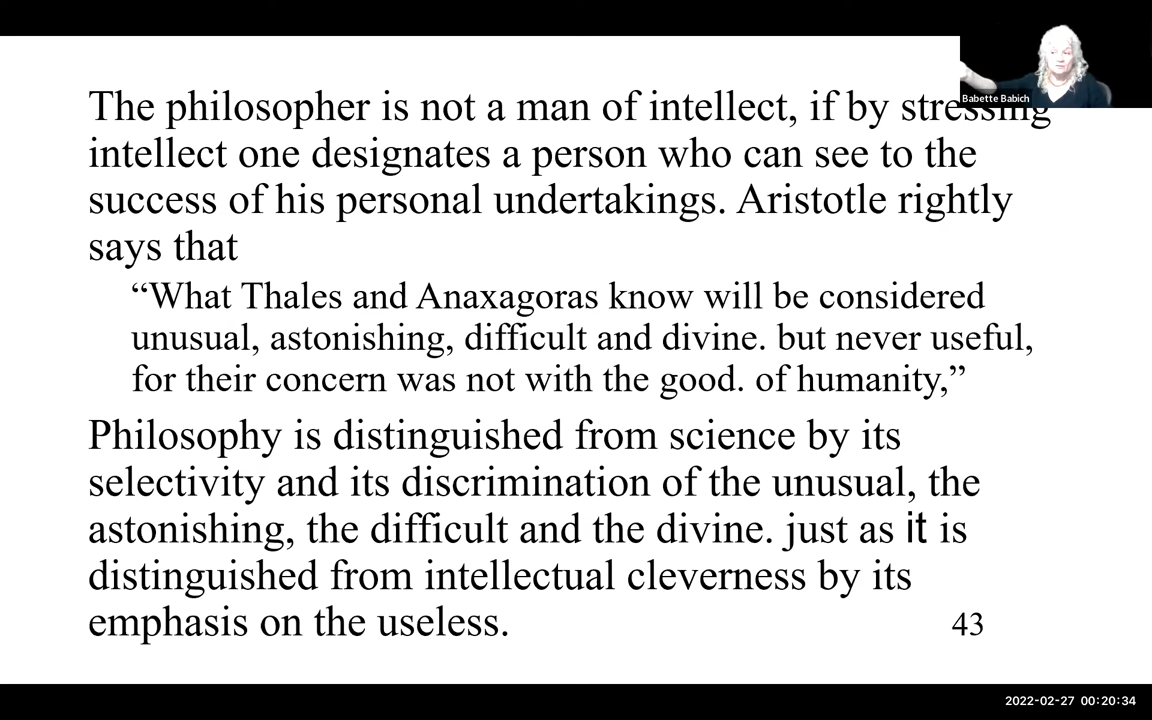 Babette Babich
The philosopher is not a man of intellect, if by stressing
intellect one designates a person who can see to the
success of his personal undertakings. Aristotle rightly
says that
“What Thales and Anaxagoras know will be considered
unusual, astonishing, difficult and divine. but never useful,
for their concern was not with the good. of humanity,”
Philosophy is distinguished from science by its
selectivity and its discrimination of the unusual, the
astonishing, the difficult and the divine. just as it is
distinguished from intellectual cleverness by its
emphasis on the useless.
43
2022-02-27 00:20:34